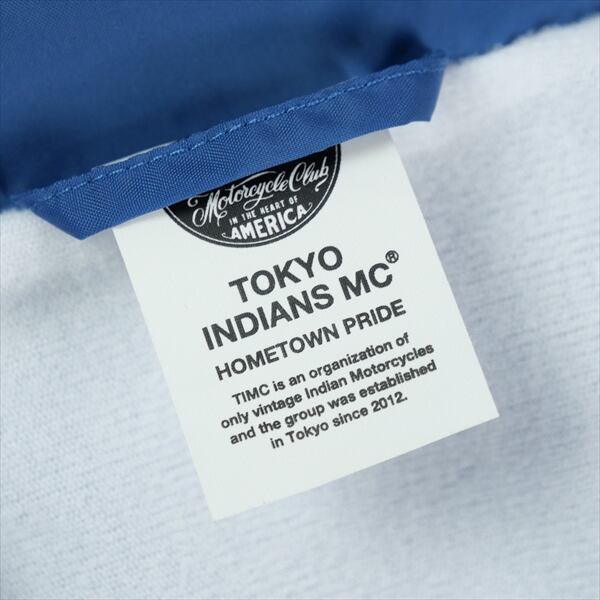 Motorcycle Club
IN THE HEART OF
AMERICA
TOKYO
INDIANS MC®
HOMETOWN PRIDE
TIMC is an organization of
only vintage Indian Motorcycles
and the group was established
in Tokyo since 2012.